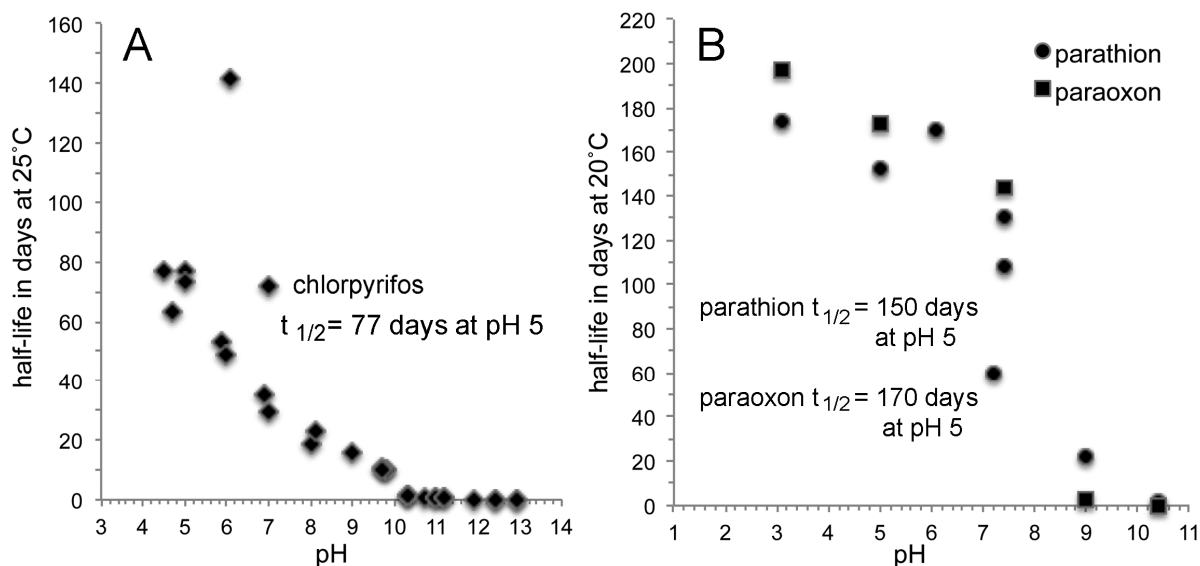 A
160
140
120
100
80
60
40
20
0
3 4 5 6 7 8 9 10 11 12 13 14
half-life in days at 25˚C
pH
chlorpyrifos
t 1/2 = 77 days at pH 5
B
220
200
180
160
140
120
100
80
60
40
20
0
1 2 3 4 5 6 7 8 9 10 11
half-life in days at 20˚C
pH
parathion
paraoxon
parathion t 1/2 = 150 days
at pH 5
paraoxon t 1/2 = 170 days
at pH 5